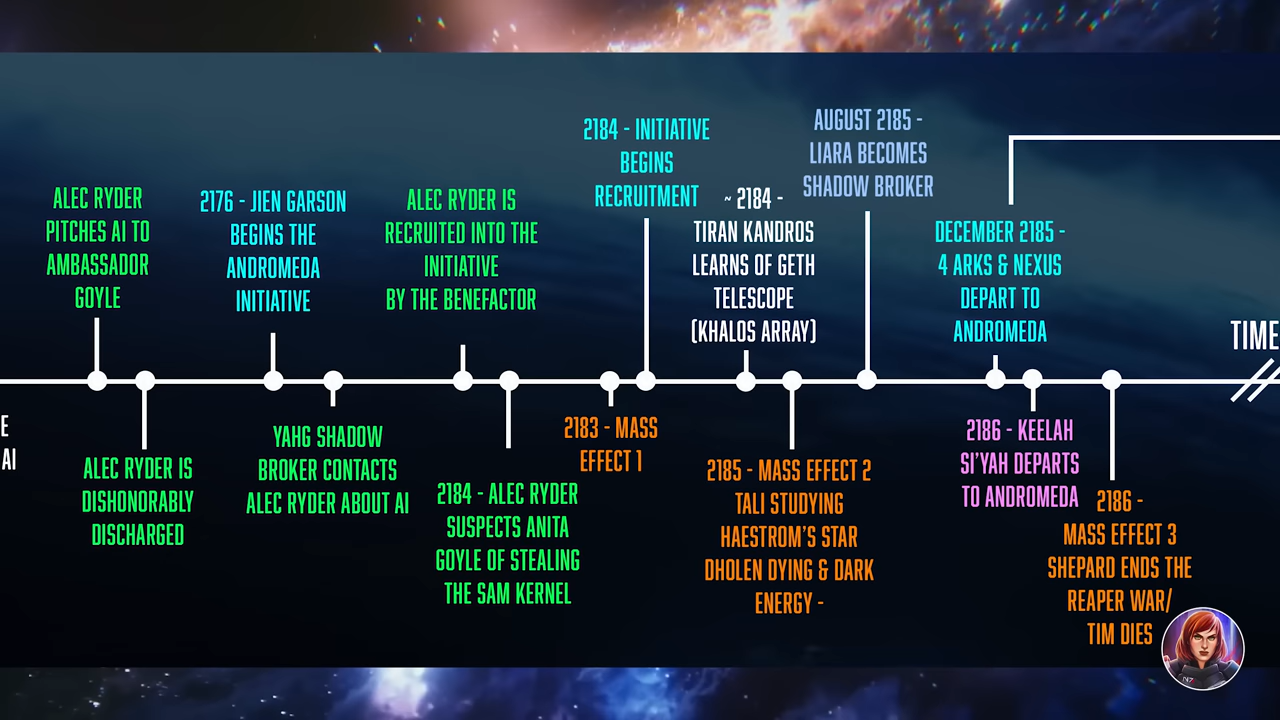 E
AI
ALEC RYDER
PITCHES AI TO
AMBASSADOR
GOYLE
ALEC RYDER IS
DISHONORABLY
DISCHARGED
2176 - JIEN GARSON
BEGINS THE
ANDROMEDA
INITIATIVE
YAHG SHADOW
BROKER CONTACTS
ALEC RYDER ABOUT AI
ALEC RYDER IS
RECRUITED INTO THE
INITIATIVE
BY THE BENEFACTOR
2184 - ALEC RYDER
SUSPECTS ANITA
GOYLE OF STEALING
THE SAM KERNEL
2183 - MASS
EFFECT 1
2184 - INITIATIVE
BEGINS
RECRUITMENT
~ 2184 -
TIRAN KANDROS
LEARNS OF GETH
TELESCOPE
(KHALOS ARRAY)
2185 - MASS EFFECT 2
TALI STUDYING
HAESTROM'S STAR
DHOLEN DYING & DARK
ENERGY -
AUGUST 2185 -
LIARA BECOMES
SHADOW BROKER
DECEMBER 2185 -
4 ARKS & NEXUS
DEPART TO
ANDROMEDA
2186 - KEELAH
SI'YAH DEPARTS
TO ANDROMEDA
2186 -
MASS EFFECT 3
SHEPARD ENDS THE
REAPER WAR/
TIM DIES
TIME
N7